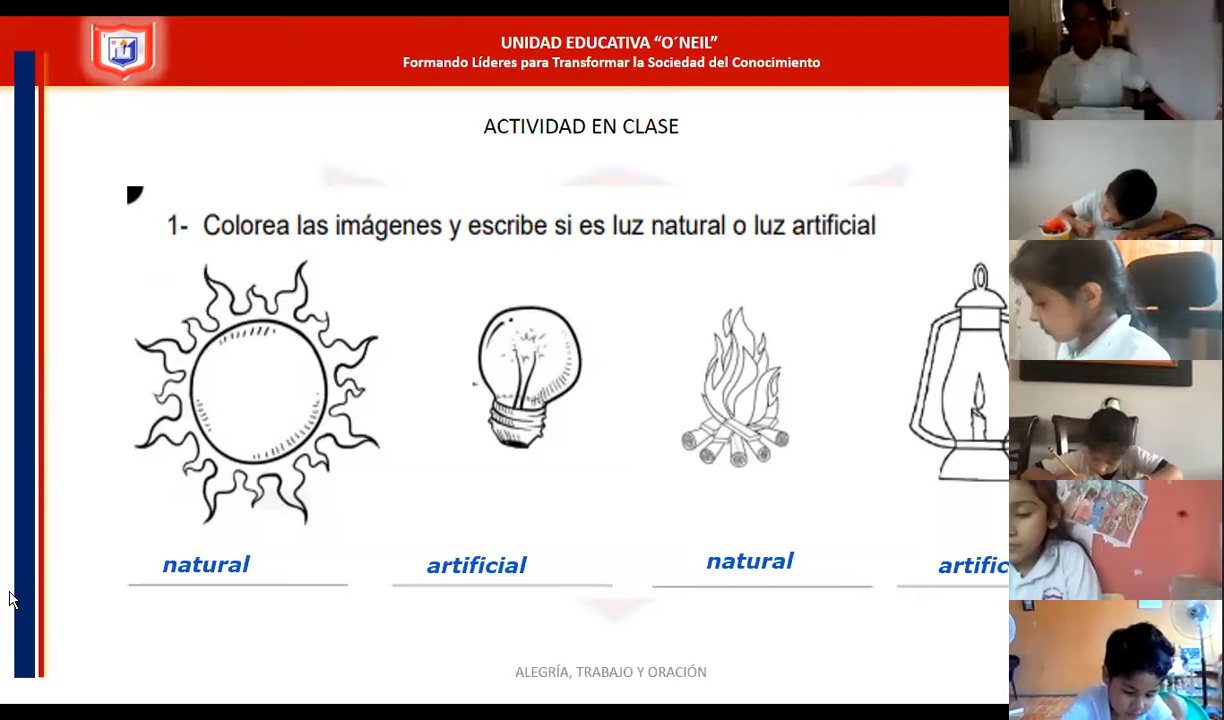 UNIDAD EDUCATIVA “O´NEIL”
Formando Líderes para Transformar la Sociedad del Conocimiento
ACTIVIDAD EN CLASE
1- Colorea las imágenes y escribe si es luz natural o luz artificial
natural artificial natural artific
ALEGRÍA, TRABAJO Y ORACIÓN